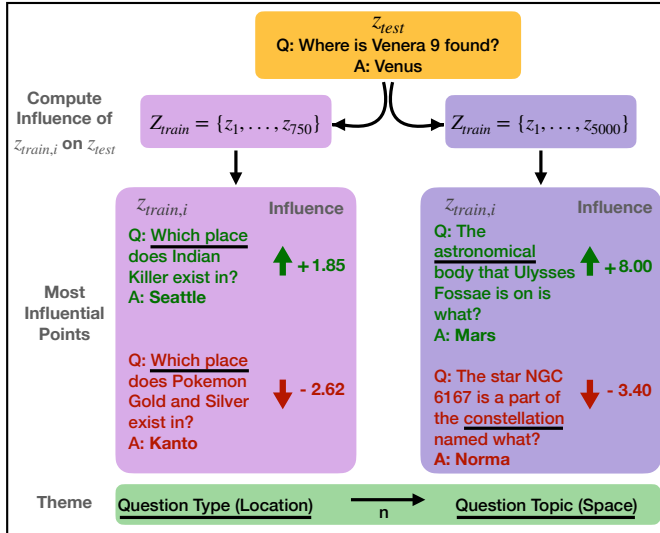 z_test
Q: Where is Venera 9 found?
A: Venus
Compute
Influence of
z_train,i on z_test
Z_train = {z_1, . . . , z_750}
Z_train = {z_1, . . . , z_5000}
z_train,i
Influence
Q: Which place
does Indian
Killer exist in?
A: Seattle
+1.85
Q: Which place
does Pokemon
Gold and Silver
exist in?
A: Kanto
- 2.62
z_train,i
Influence
Q: The
astronomical
body that Ulysses
Fossae is on is
what?
A: Mars
+8.00
Q: The star NGC
6167 is a part of
the constellation
named what?
A: Norma
- 3.40
Most
Influential
Points
Theme
Question Type (Location)
n
Question Topic (Space)